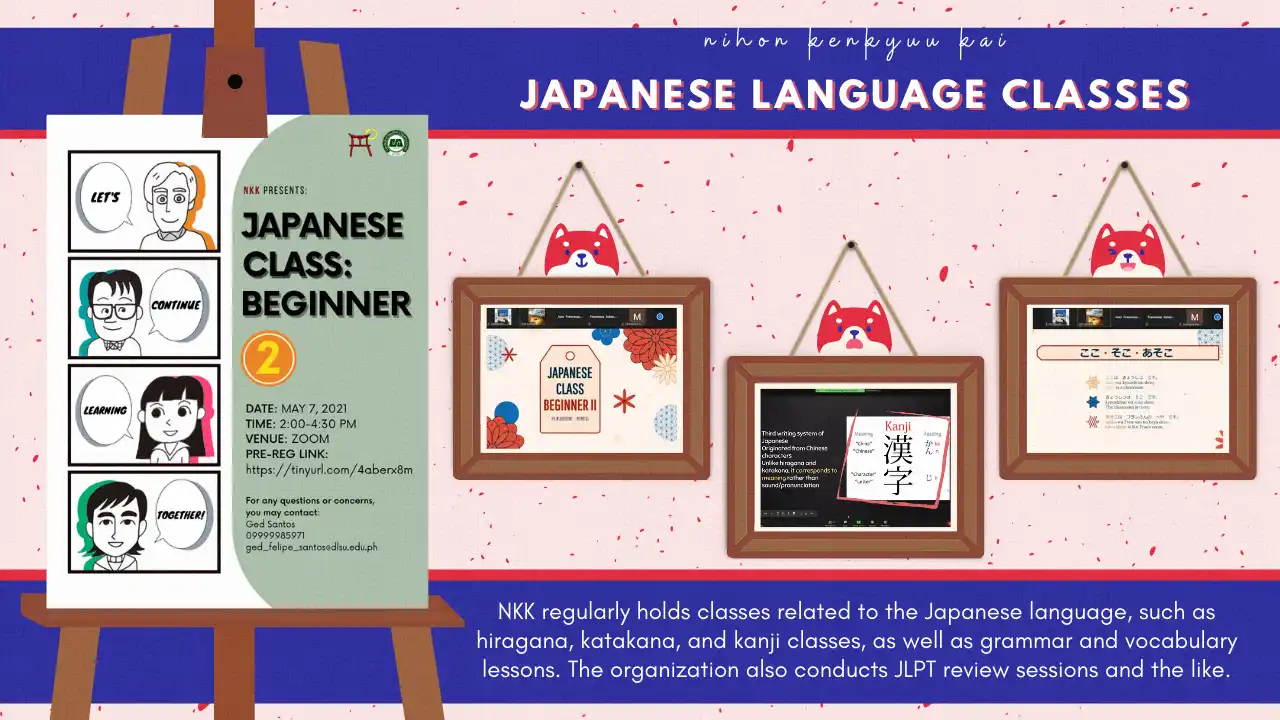 nihon kenkyuu kai
JAPANESE LANGUAGE CLASSES
LET'S
CONTINUE
LEARNING
TOGETHER!
NKK PRESENTS:
JAPANESE
CLASS:
BEGINNER
2
DATE: MAY 7, 2021
TIME: 2:00-4:30 PM
VENUE: ZOOM
PRE-REG LINK:
https://tinyurl.com/4aberx8m
For any questions or concerns,
you may contact:
Ged Santos
09999985971
ged_felipe_santos@dlsu.edu.ph
M
JAPANESE
CLASS
BEGINNER II
Third writing system of
Japanese
Originated from Chinese
characters
Unlike hiragana and
katakana, it corresponds to
meaning rather than
sound/pronunciation
Kanji
Meaning
Reading
漢
字
"Chinese"
"Character"
かん
じ
M
ここ・そこ・あそこ
NKK regularly holds classes related to the Japanese language, such as
hiragana, katakana, and kanji classes, as well as grammar and vocabulary
lessons. The organization also conducts JLPT review sessions and the like.